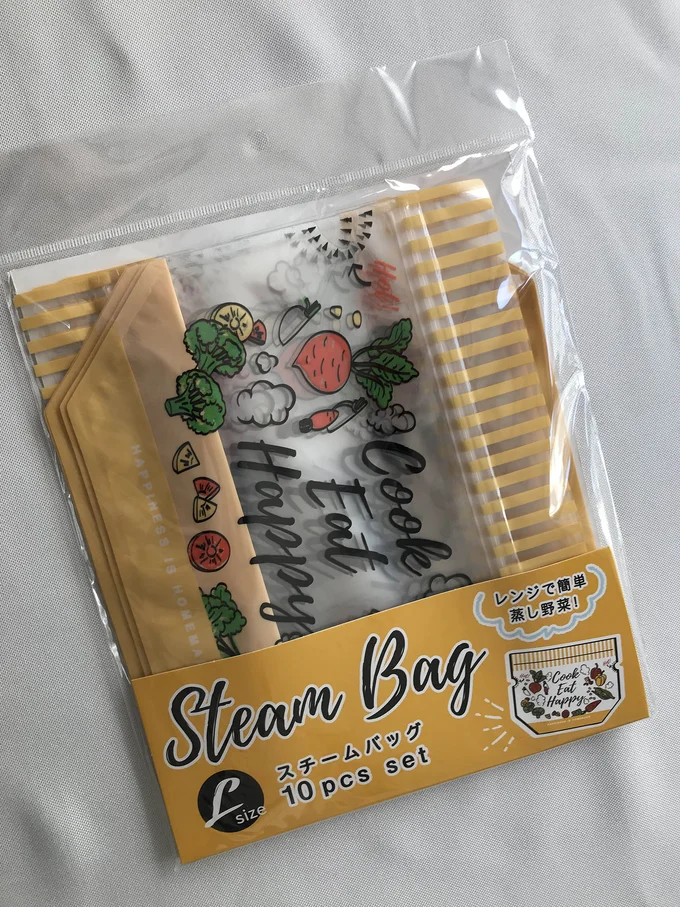 Hot!
Cook
Eat
Happy
HAPPINESS IS HOMEMA
レンジで簡単
蒸し野菜!
Steam Bag
スチームバッグ
10 pcs set
L
size
Cook
Eat
Happy